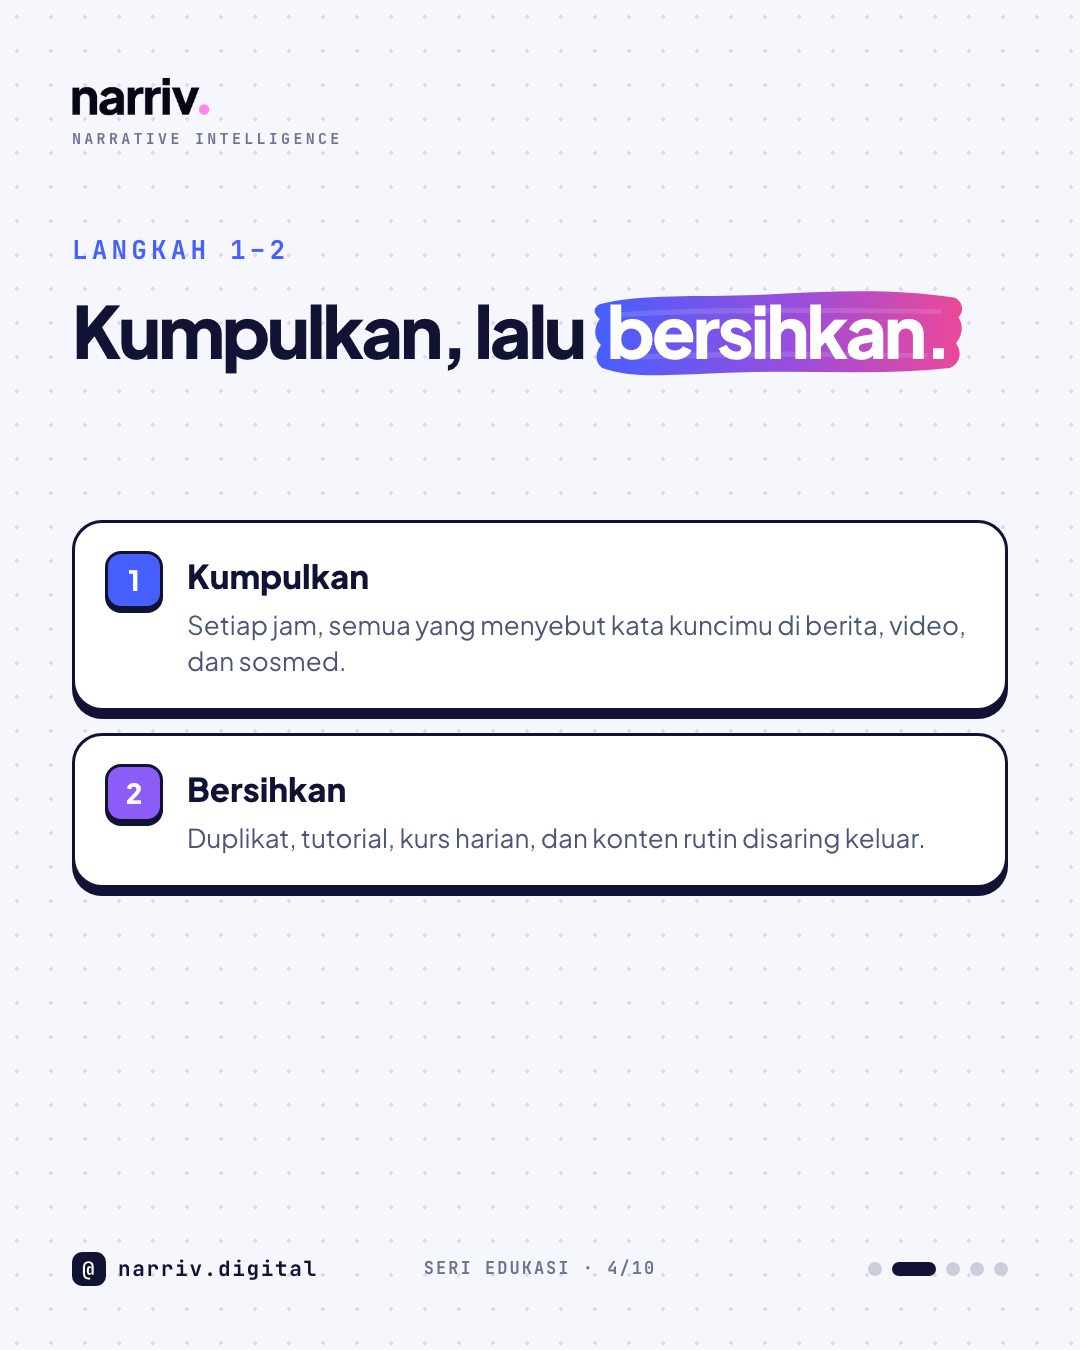 narriv.
NARRATIVE INTELLIGENCE
LANGKAH 1–2
Kumpulkan, lalu bersihkan.
1
Kumpulkan
Setiap jam, semua yang menyebut kata kuncimu di berita, video,
dan sosmed.
2
Bersihkan
Duplikat, tutorial, kurs harian, dan konten rutin disaring keluar.
@ narriv.digital
SERI EDUKASI · 4/10